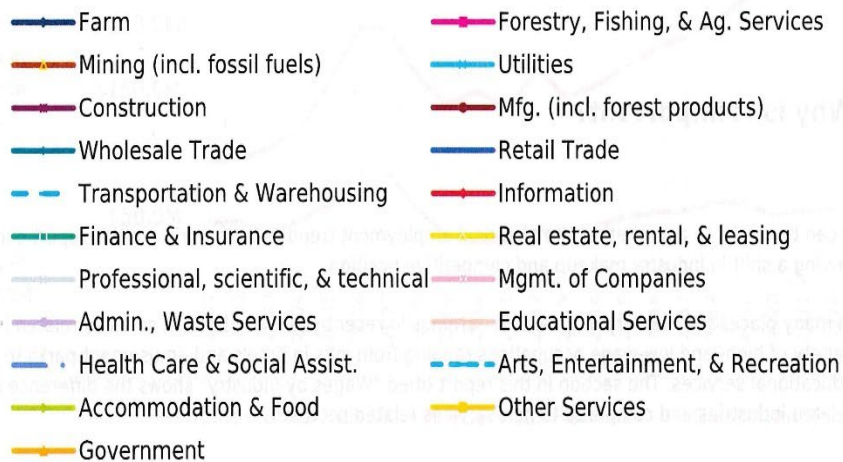 Farm
Forestry, Fishing, & Ag. Services
Mining (incl. fossil fuels)
Utilities
Construction
Mfg. (incl. forest products)
Wholesale Trade
Retail Trade
Transportation & Warehousing
Information
Finance & Insurance
Real estate, rental, & leasing
Professional, scientific, & technical
Mgmt. of Companies
Admin., Waste Services
Educational Services
Health Care & Social Assist.
Arts, Entertainment, & Recreation
Accommodation & Food
Other Services
Government